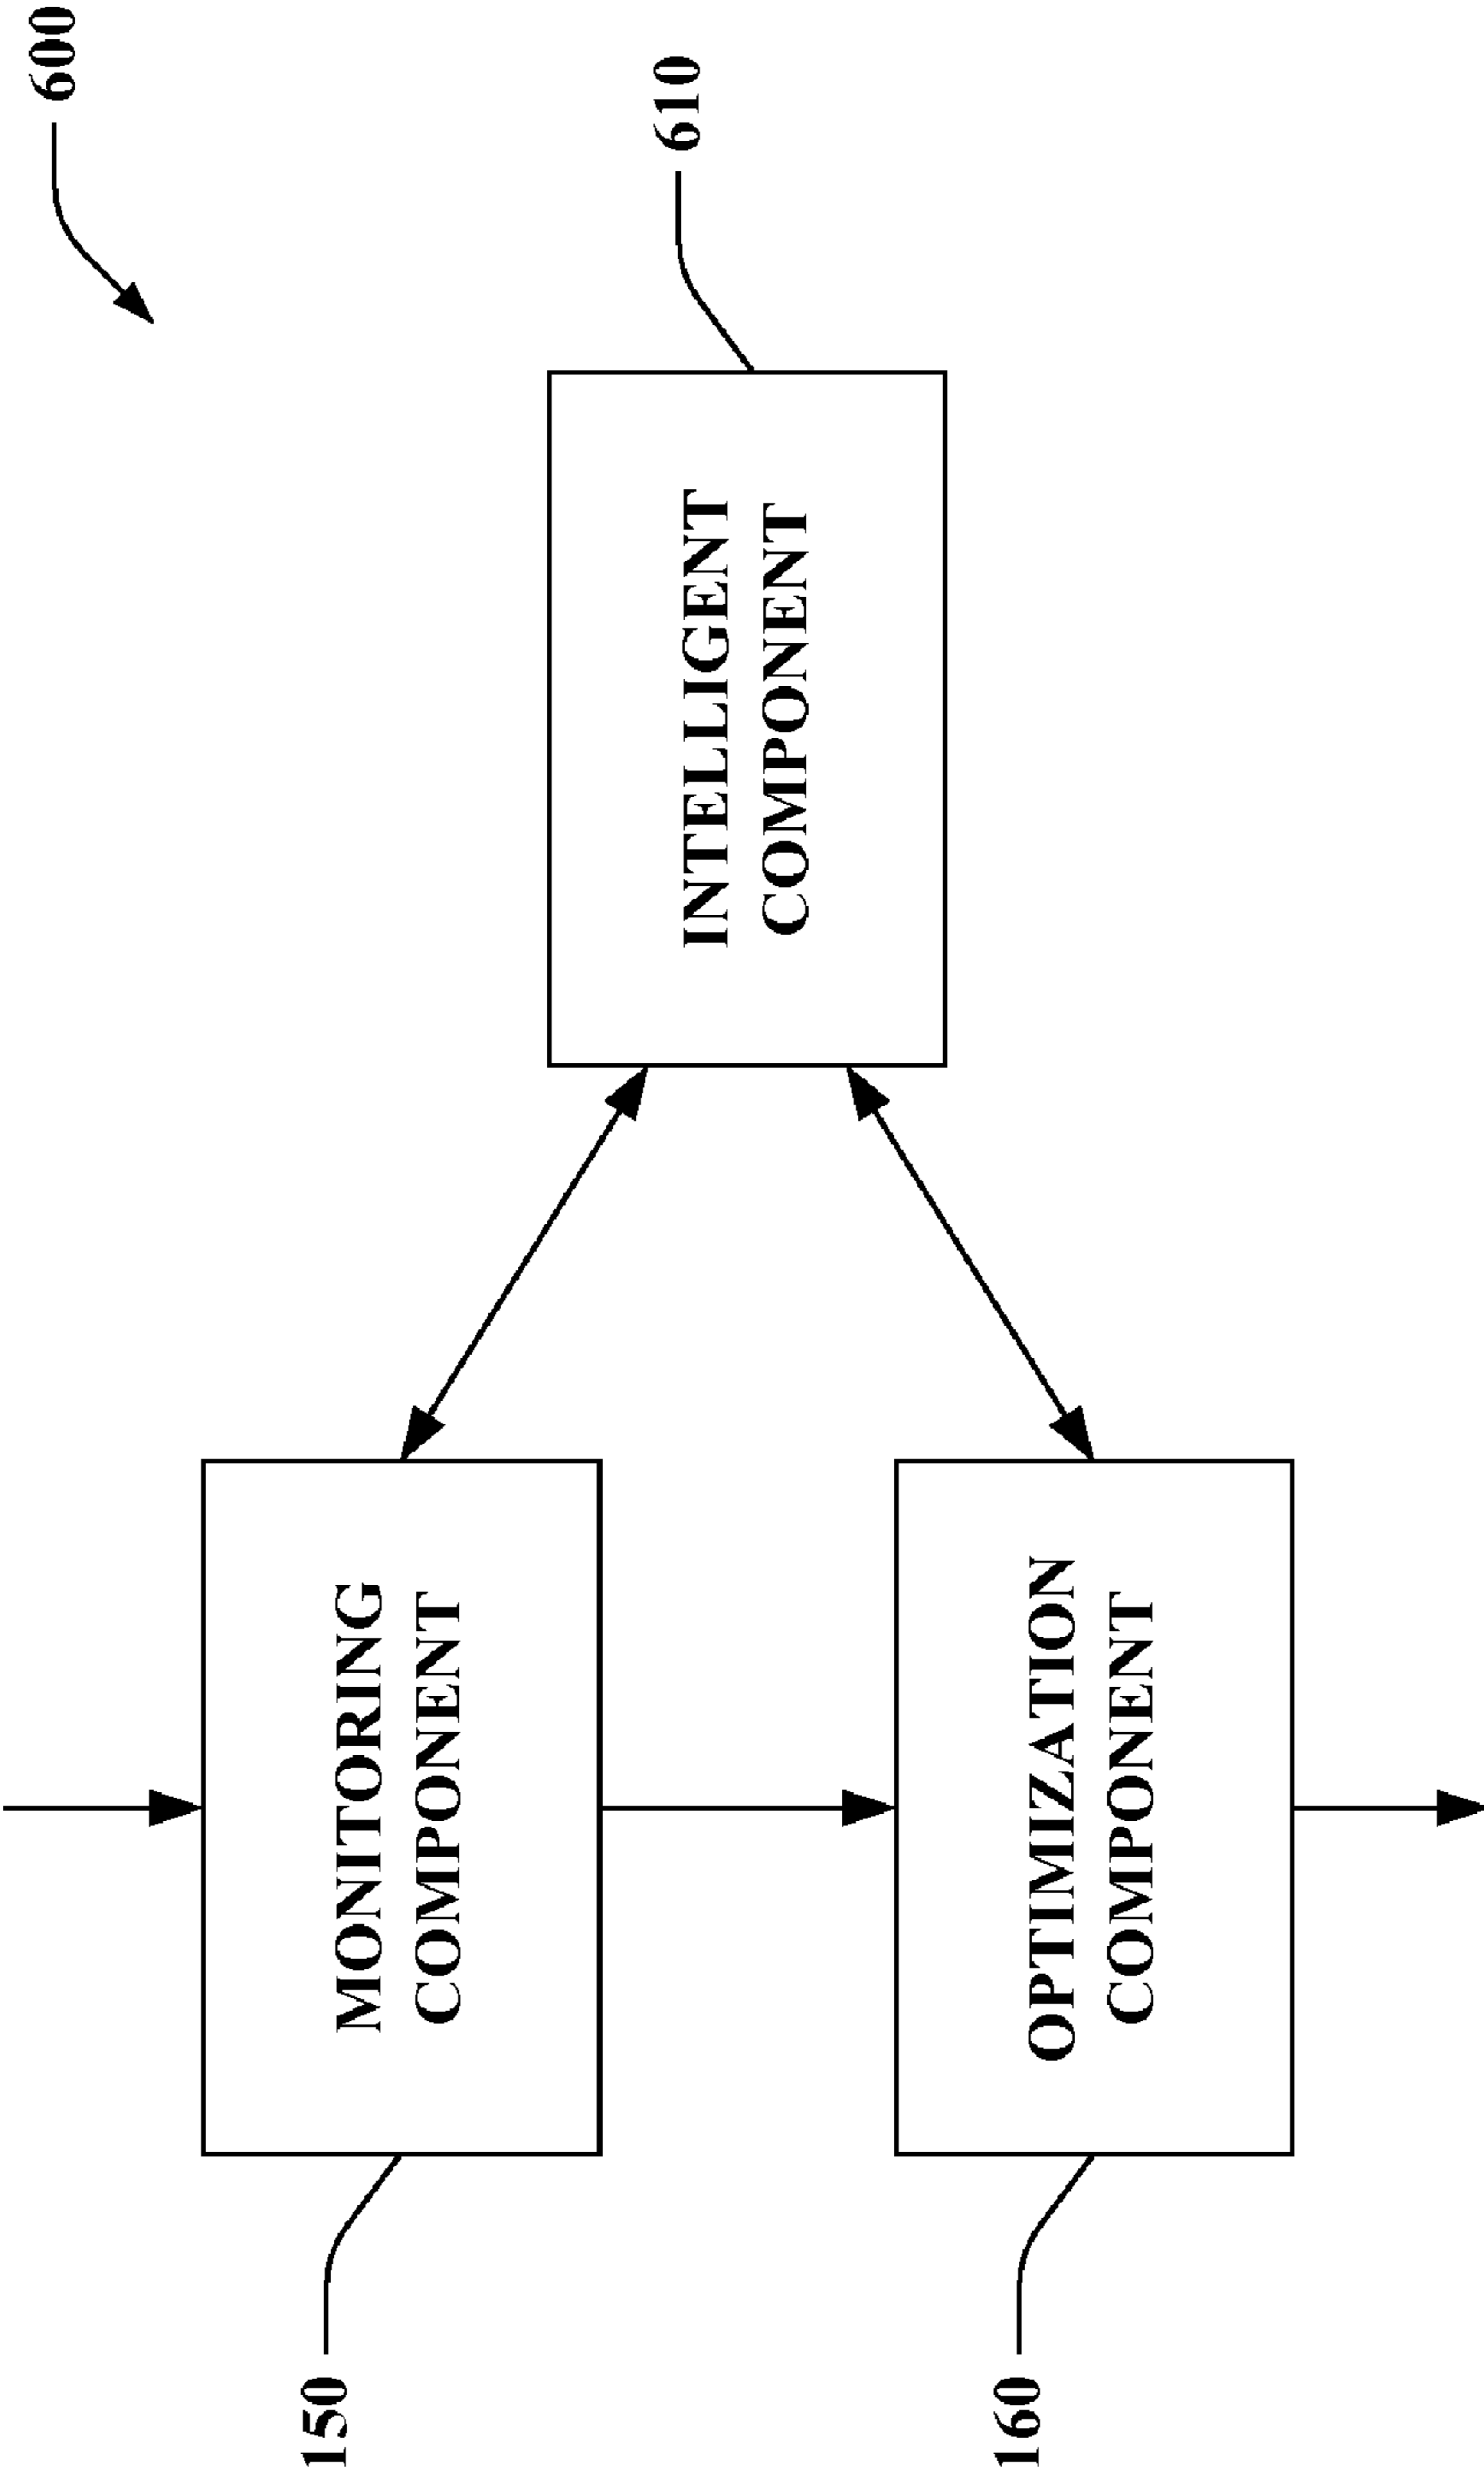 600
150
MONITORING
COMPONENT
610
INTELLIGENT
COMPONENT
160
OPTIMIZATION
COMPONENT